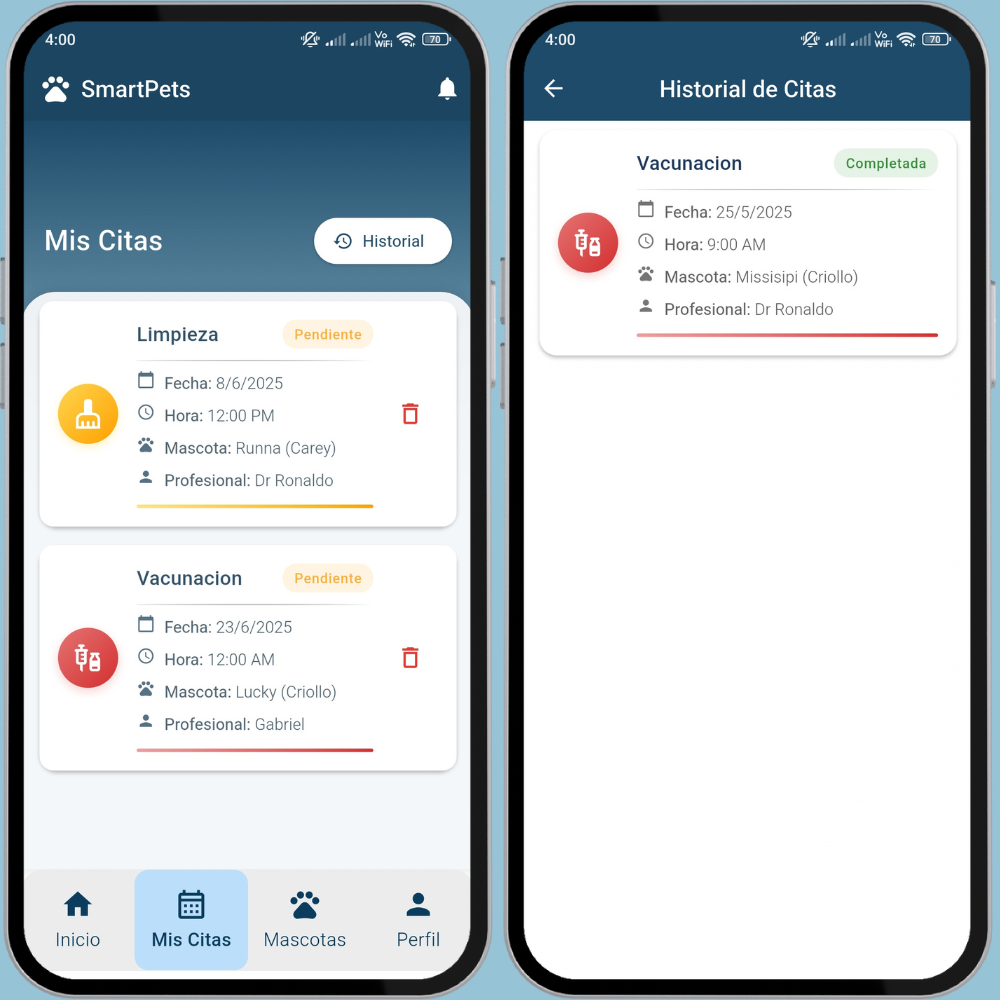 4:00
Vo
WiFi
70
SmartPets
Mis Citas
Historial
Limpieza
Pendiente
Fecha: 8/6/2025
Hora: 12:00 PM
Mascota: Runna (Carey)
Profesional: Dr Ronaldo
Vacunacion
Pendiente
Fecha: 23/6/2025
Hora: 12:00 AM
Mascota: Lucky (Criollo)
Profesional: Gabriel
Inicio
Mis Citas
Mascotas
Perfil
4:00
Vo
WiFi
70
Historial de Citas
Vacunacion
Completada
Fecha: 25/5/2025
Hora: 9:00 AM
Mascota: Missisipi (Criollo)
Profesional: Dr Ronaldo